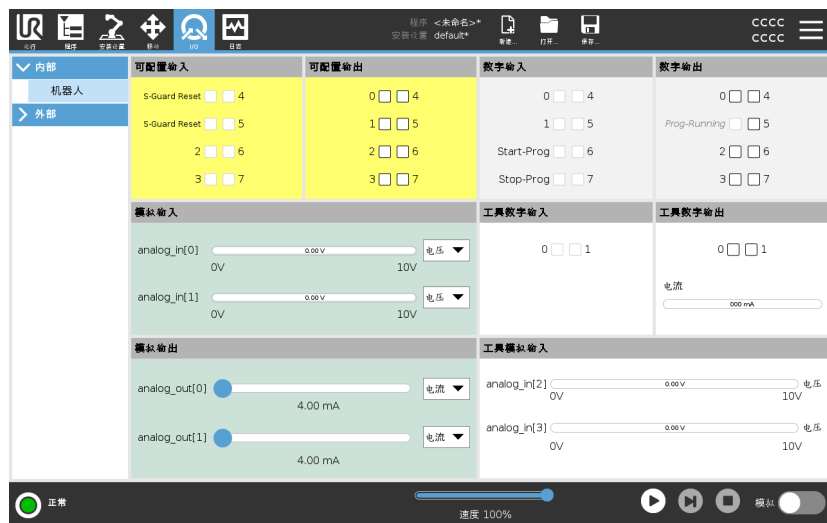 UR
程序 <未命名>*
安装设置 default*
运行 程序 安装设置 移动 I/O 日志 新建... 打开... 保存...
CCCC
CCCC
内部
机器人
外部
可配置输入 可配置输出 数字输入 数字输出
S-Guard Reset 4 0 4 0 4 0 4
S-Guard Reset 5 1 5 1 5 Prog-Running 5
2 6 2 6 Start-Prog 6 2 6
3 7 3 7 Stop-Prog 7 3 7
模拟输入 工具数字输入 工具数字输出
analog_in[0] 0.00 V 电压 0 1 0 1
0V 10V
电流
analog_in[1] 0.00 V 电压 000 mA
0V 10V
模拟输出 工具模拟输入
analog_out[0] 电流 analog_in[2] 0.00 V 电压
4.00 mA 0V 10V
analog_out[1] 电流 analog_in[3] 0.00 V 电压
4.00 mA 0V 10V
正常 速度 100% 模拟